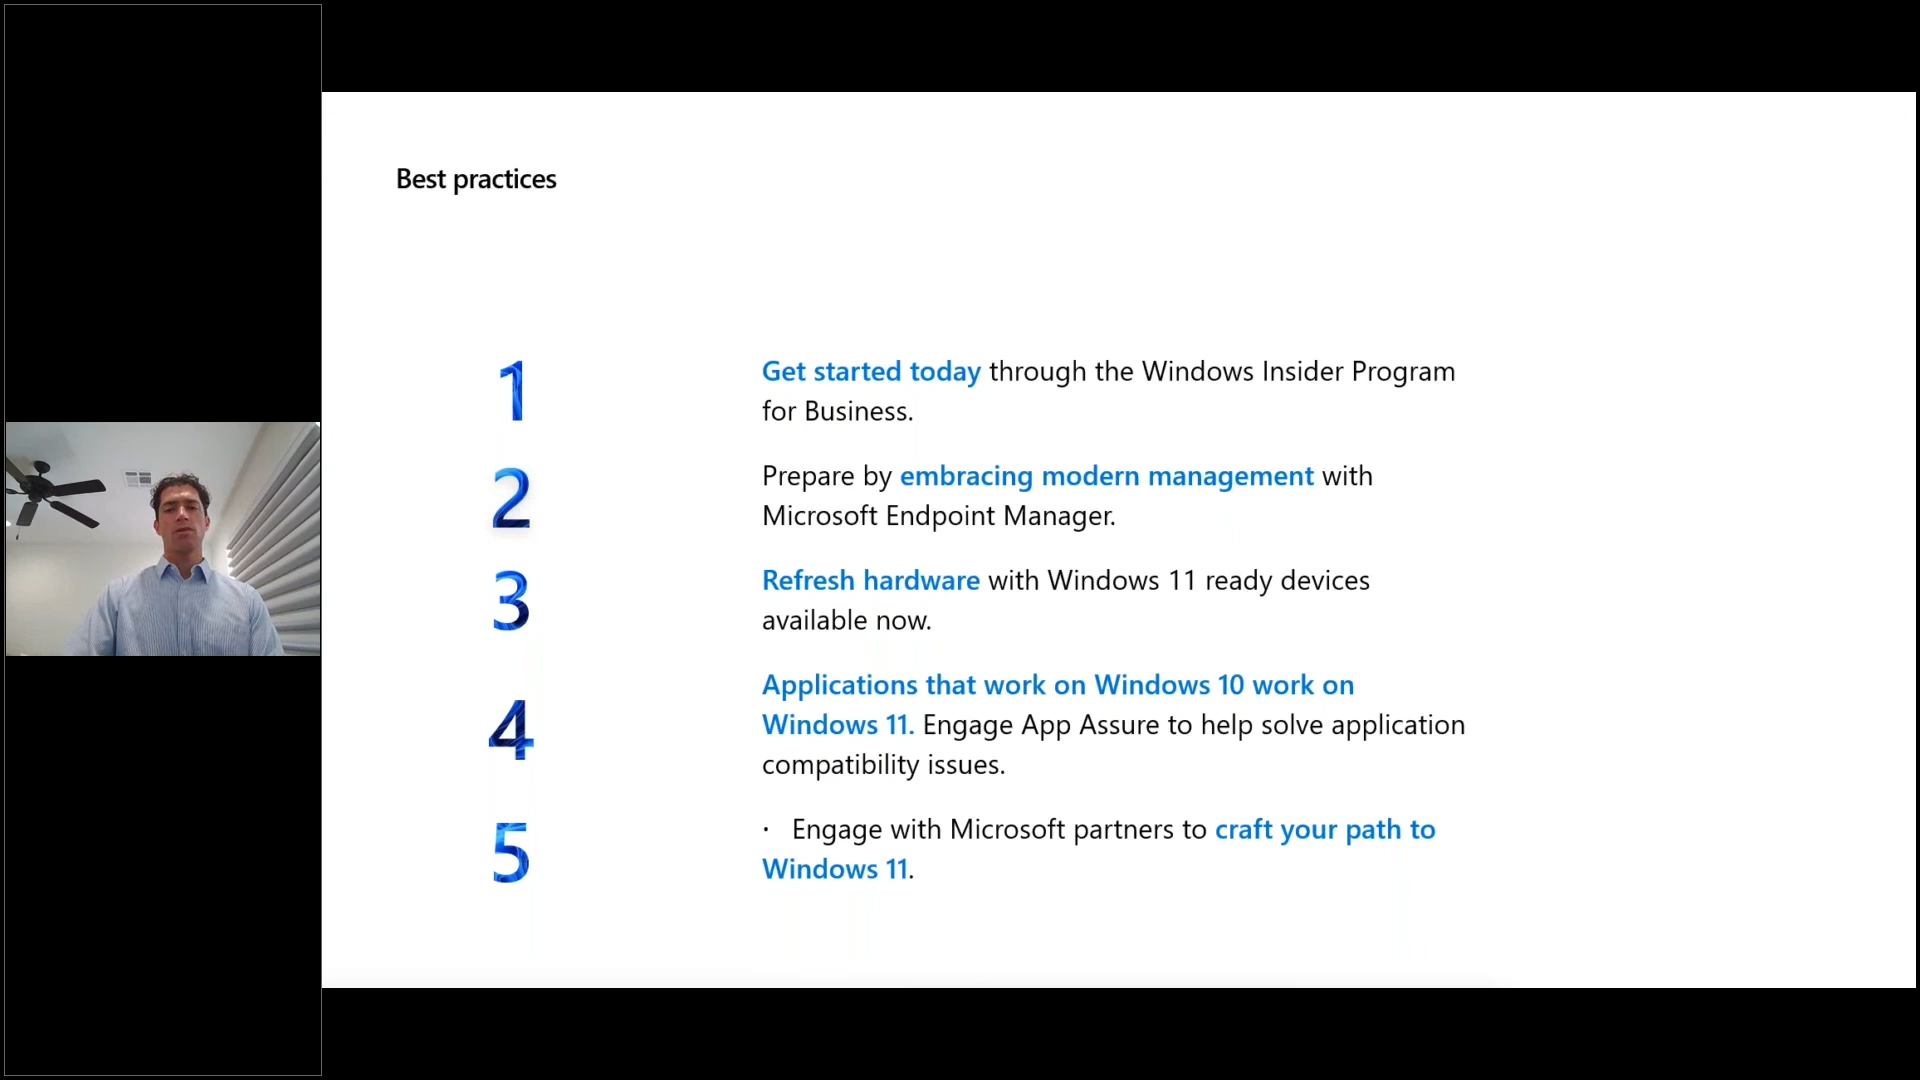 Best practices
1
Get started today through the Windows Insider Program
for Business.
2
Prepare by embracing modern management with
Microsoft Endpoint Manager.
3
Refresh hardware with Windows 11 ready devices
available now.
4
Applications that work on Windows 10 work on
Windows 11. Engage App Assure to help solve application
compatibility issues.
5
· Engage with Microsoft partners to craft your path to
Windows 11.